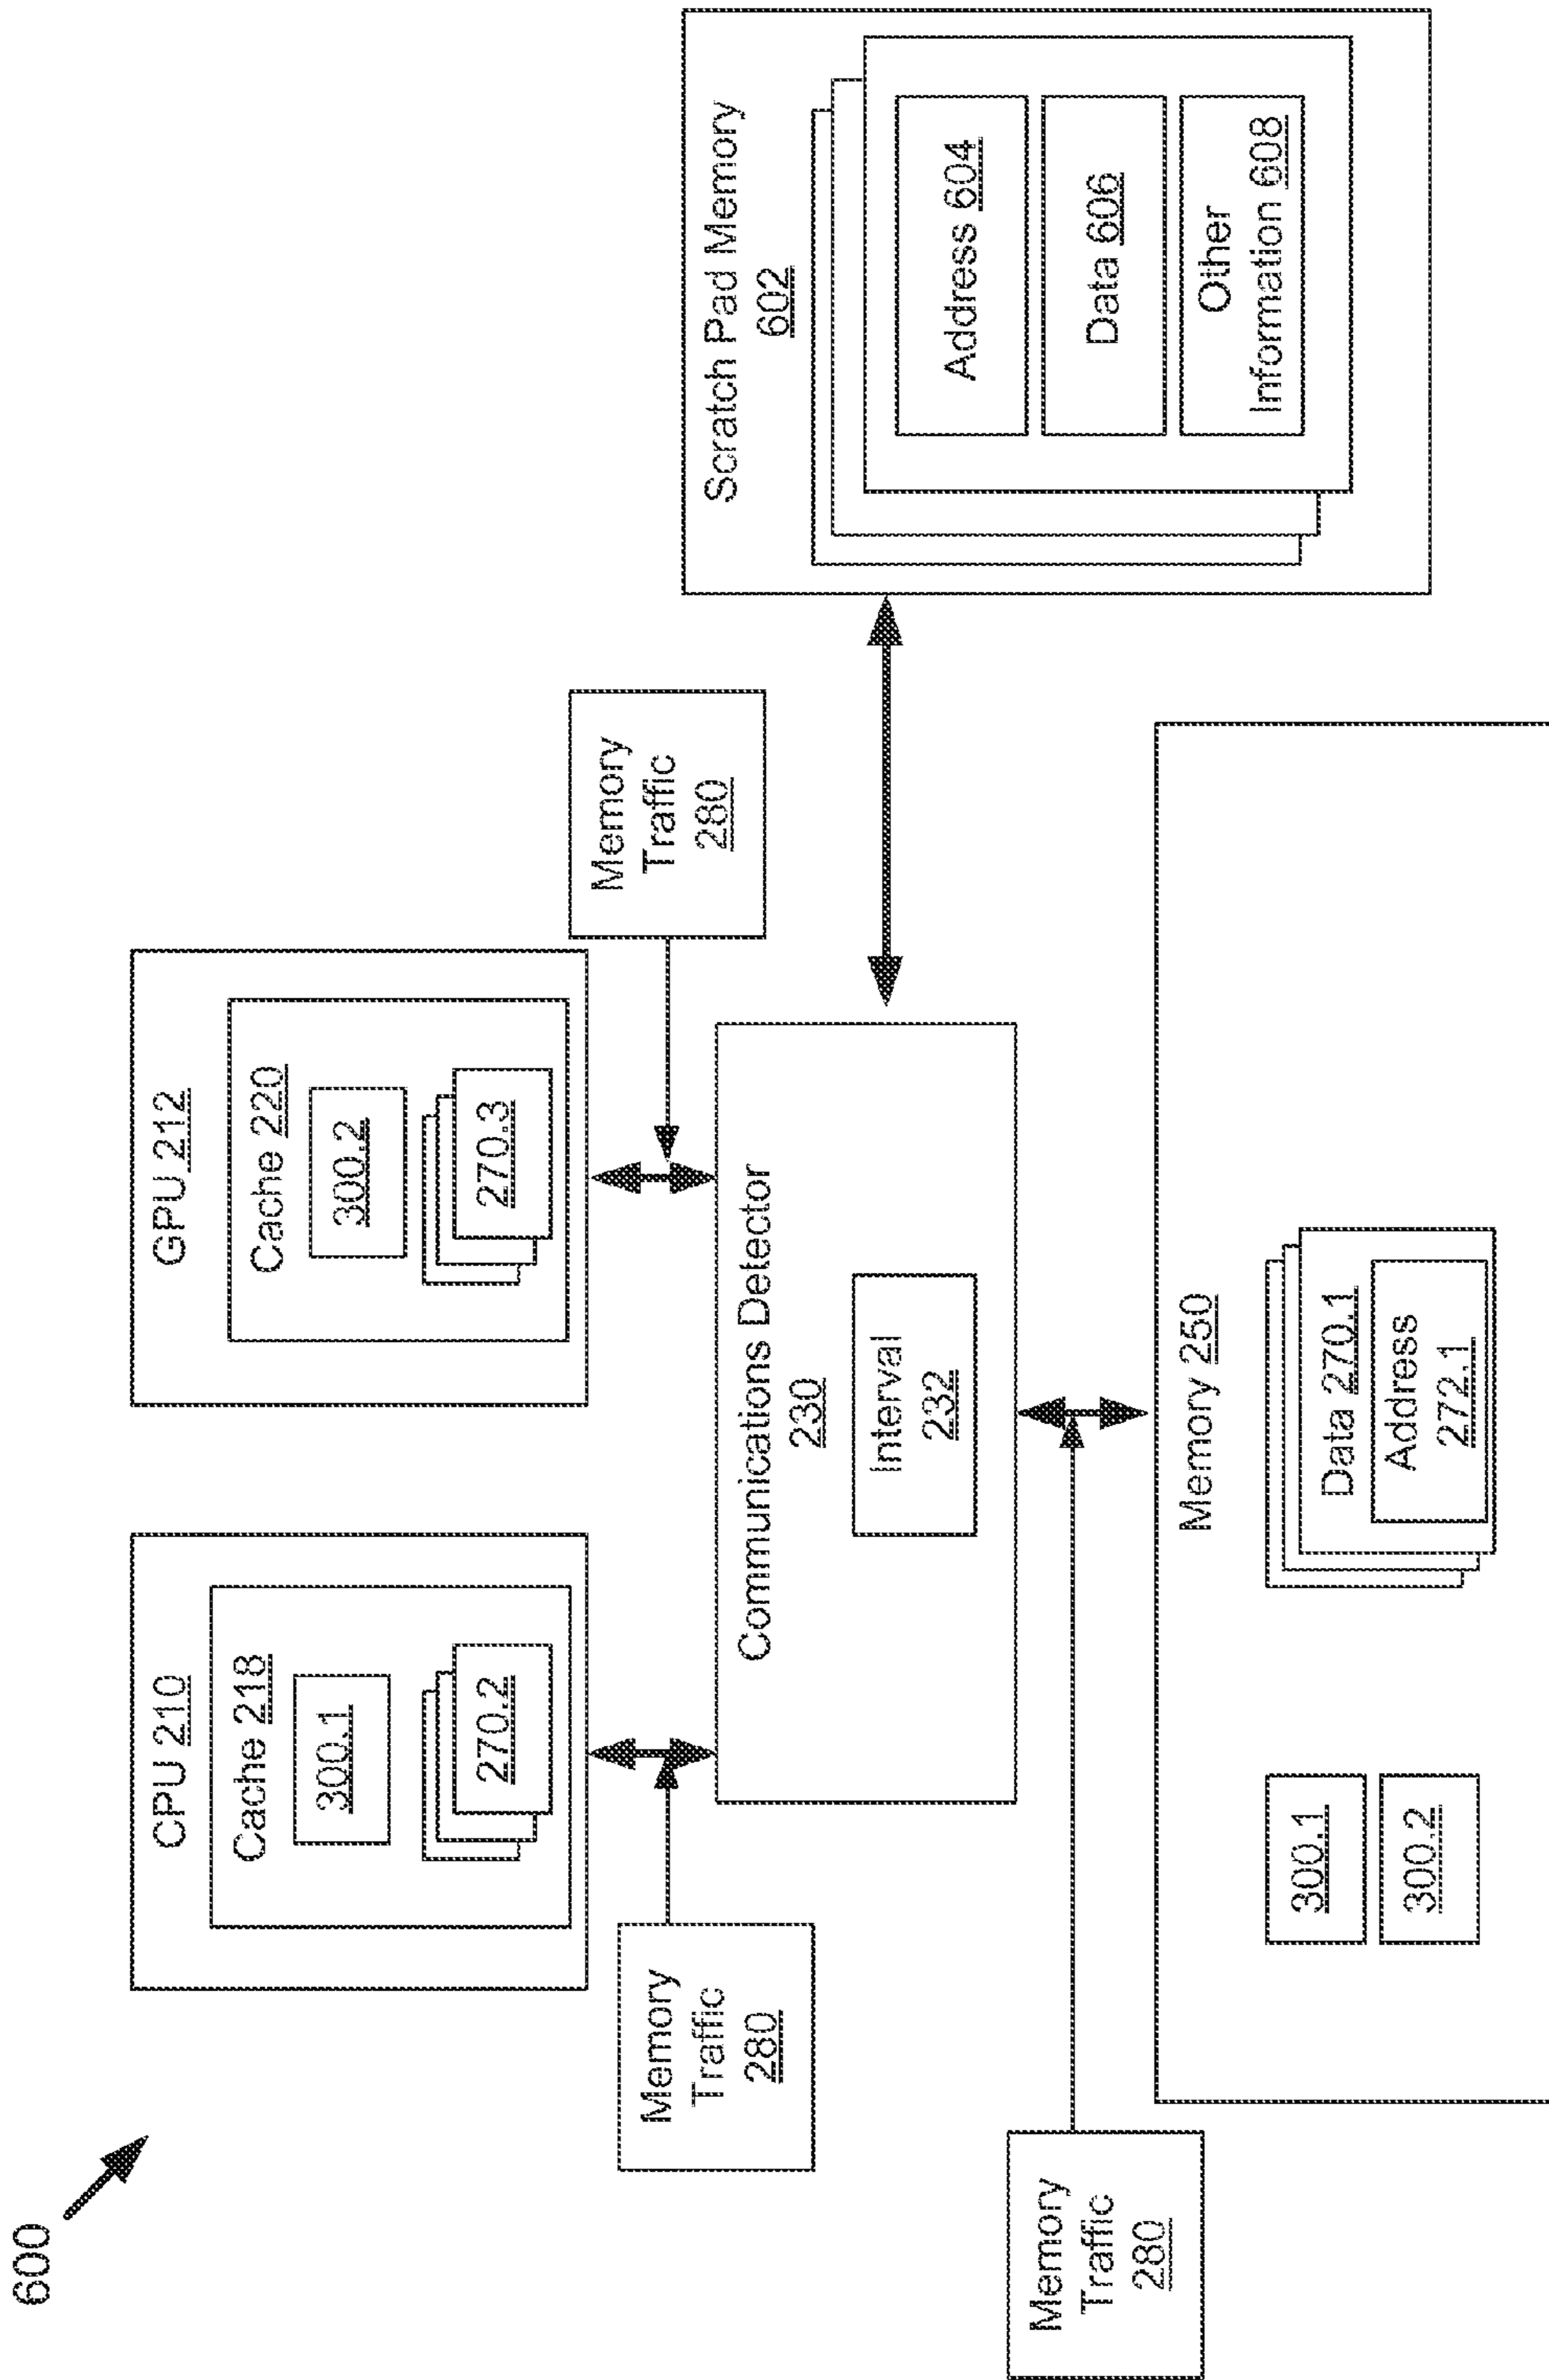 600
CPU 210
Cache 218
300.1
270.2
GPU 212
Cache 220
300.2
270.3
Memory
Traffic
280
Memory
Traffic
280
Communications Detector
230
Interval
232
Scratch Pad Memory
602
Address 604
Data 606
Other
Information 608
Memory
Traffic
280
Memory 250
300.1
300.2
Data 270.1
Address
272.1